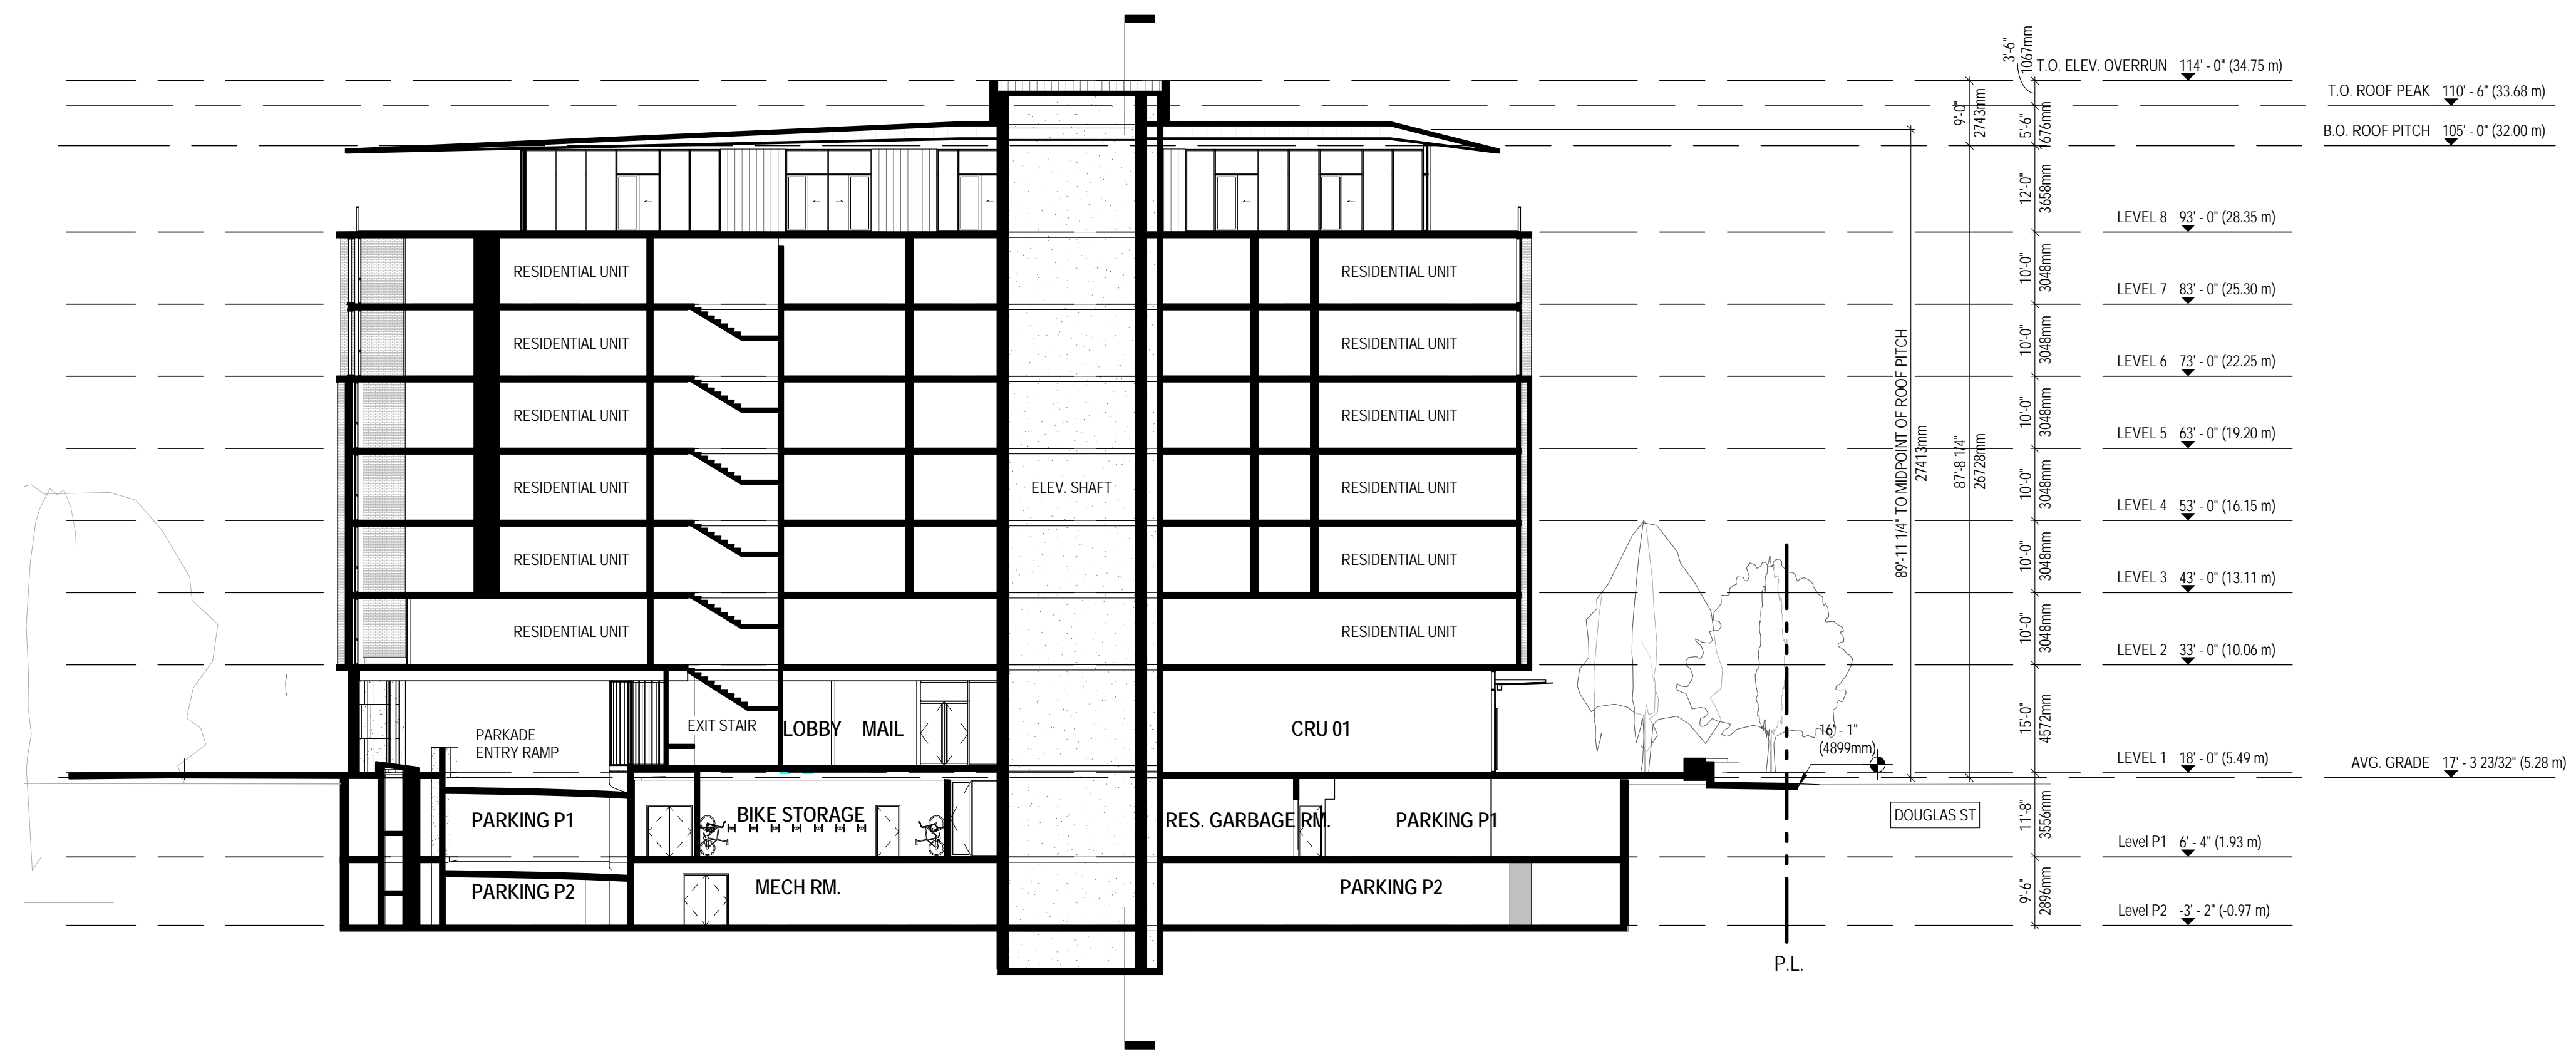 3'-6"
1067mm
T.O. ELEV. OVERRUN 114' - 0" (34.75 m)
T.O. ROOF PEAK 110' - 6" (33.68 m)
9'-0"
2743mm
5'-6"
1676mm
B.O. ROOF PITCH 105' - 0" (32.00 m)
12'-0"
3658mm
LEVEL 8 93' - 0" (28.35 m)
RESIDENTIAL UNIT RESIDENTIAL UNIT
10'-0"
3048mm
LEVEL 7 83' - 0" (25.30 m)
RESIDENTIAL UNIT RESIDENTIAL UNIT
10'-0"
3048mm
LEVEL 6 73' - 0" (22.25 m)
RESIDENTIAL UNIT RESIDENTIAL UNIT
10'-0"
3048mm
LEVEL 5 63' - 0" (19.20 m)
89'-11 1/4" TO MIDPOINT OF ROOF PITCH
27413mm
87'-8 1/4"
26728mm
RESIDENTIAL UNIT ELEV. SHAFT RESIDENTIAL UNIT
10'-0"
3048mm
LEVEL 4 53' - 0" (16.15 m)
RESIDENTIAL UNIT RESIDENTIAL UNIT
10'-0"
3048mm
LEVEL 3 43' - 0" (13.11 m)
RESIDENTIAL UNIT RESIDENTIAL UNIT
10'-0"
3048mm
LEVEL 2 33' - 0" (10.06 m)
PARKADE
ENTRY RAMP
EXIT STAIR LOBBY MAIL CRU 01
16' - 1"
(4899mm)
15'-0"
4572mm
LEVEL 1 18' - 0" (5.49 m)
AVG. GRADE 17' - 3 23/32" (5.28 m)
PARKING P1 BIKE STORAGE RES. GARBAGE RM. PARKING P1
DOUGLAS ST
11'-8"
3556mm
Level P1 6' - 4" (1.93 m)
PARKING P2 MECH RM. PARKING P2
9'-6"
2896mm
Level P2 -3' - 2" (-0.97 m)
P.L.